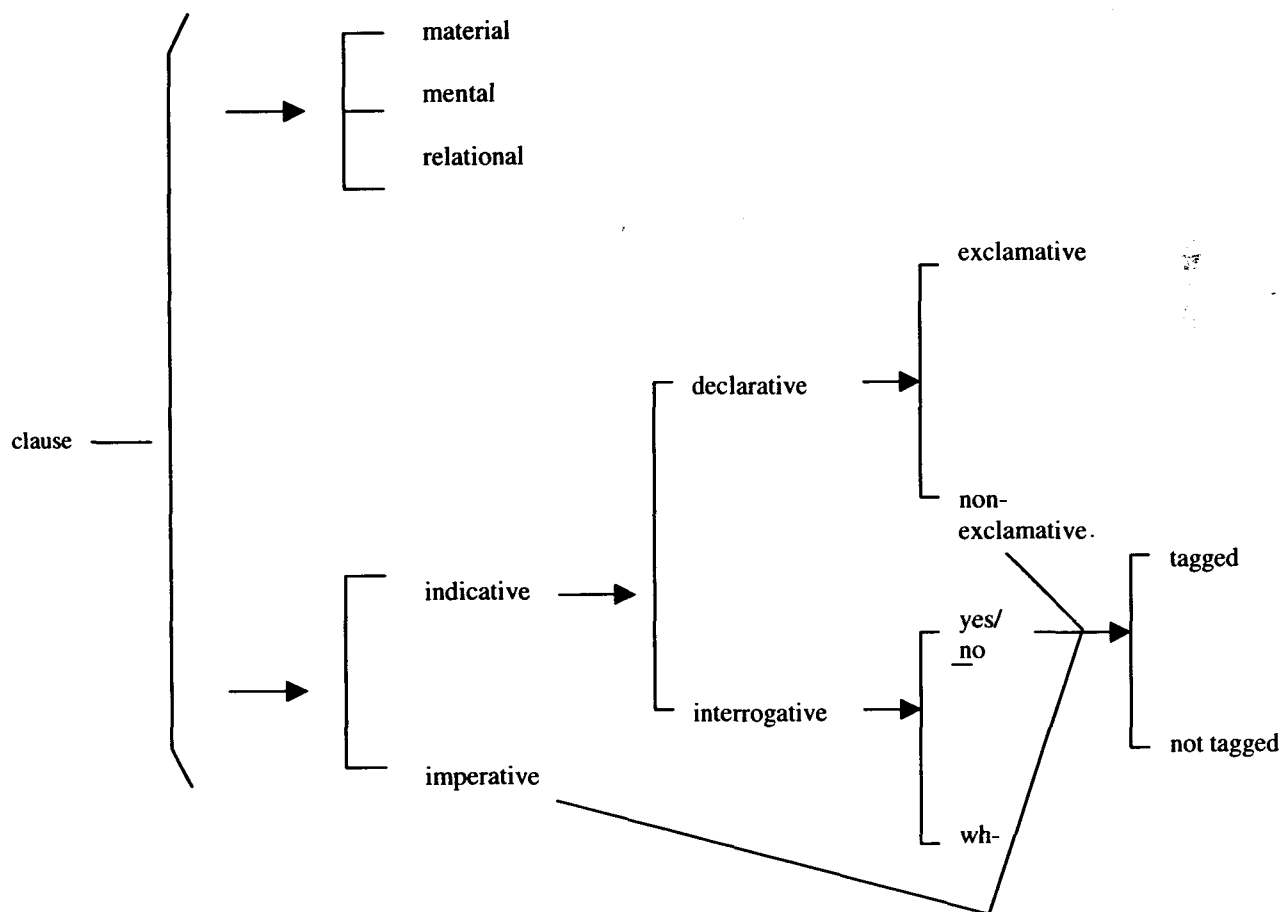 material
mental
relational
exclamative
declarative
clause
non-
exclamative.
tagged
indicative
yes/
no
interrogative
not tagged
imperative
wh-